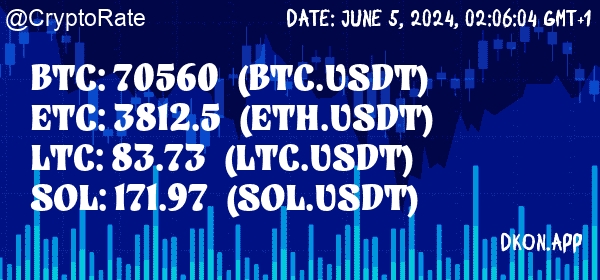 @CryptoRate
DATE: JUNE 5, 2024, 02:06:04 GMT+1
BTC: 70560 (BTC.USDT)
ETC: 3812.5 (ETH.USDT)
LTC: 83.73 (LTC.USDT)
SOL: 171.97 (SOL.USDT)
DKON.APP